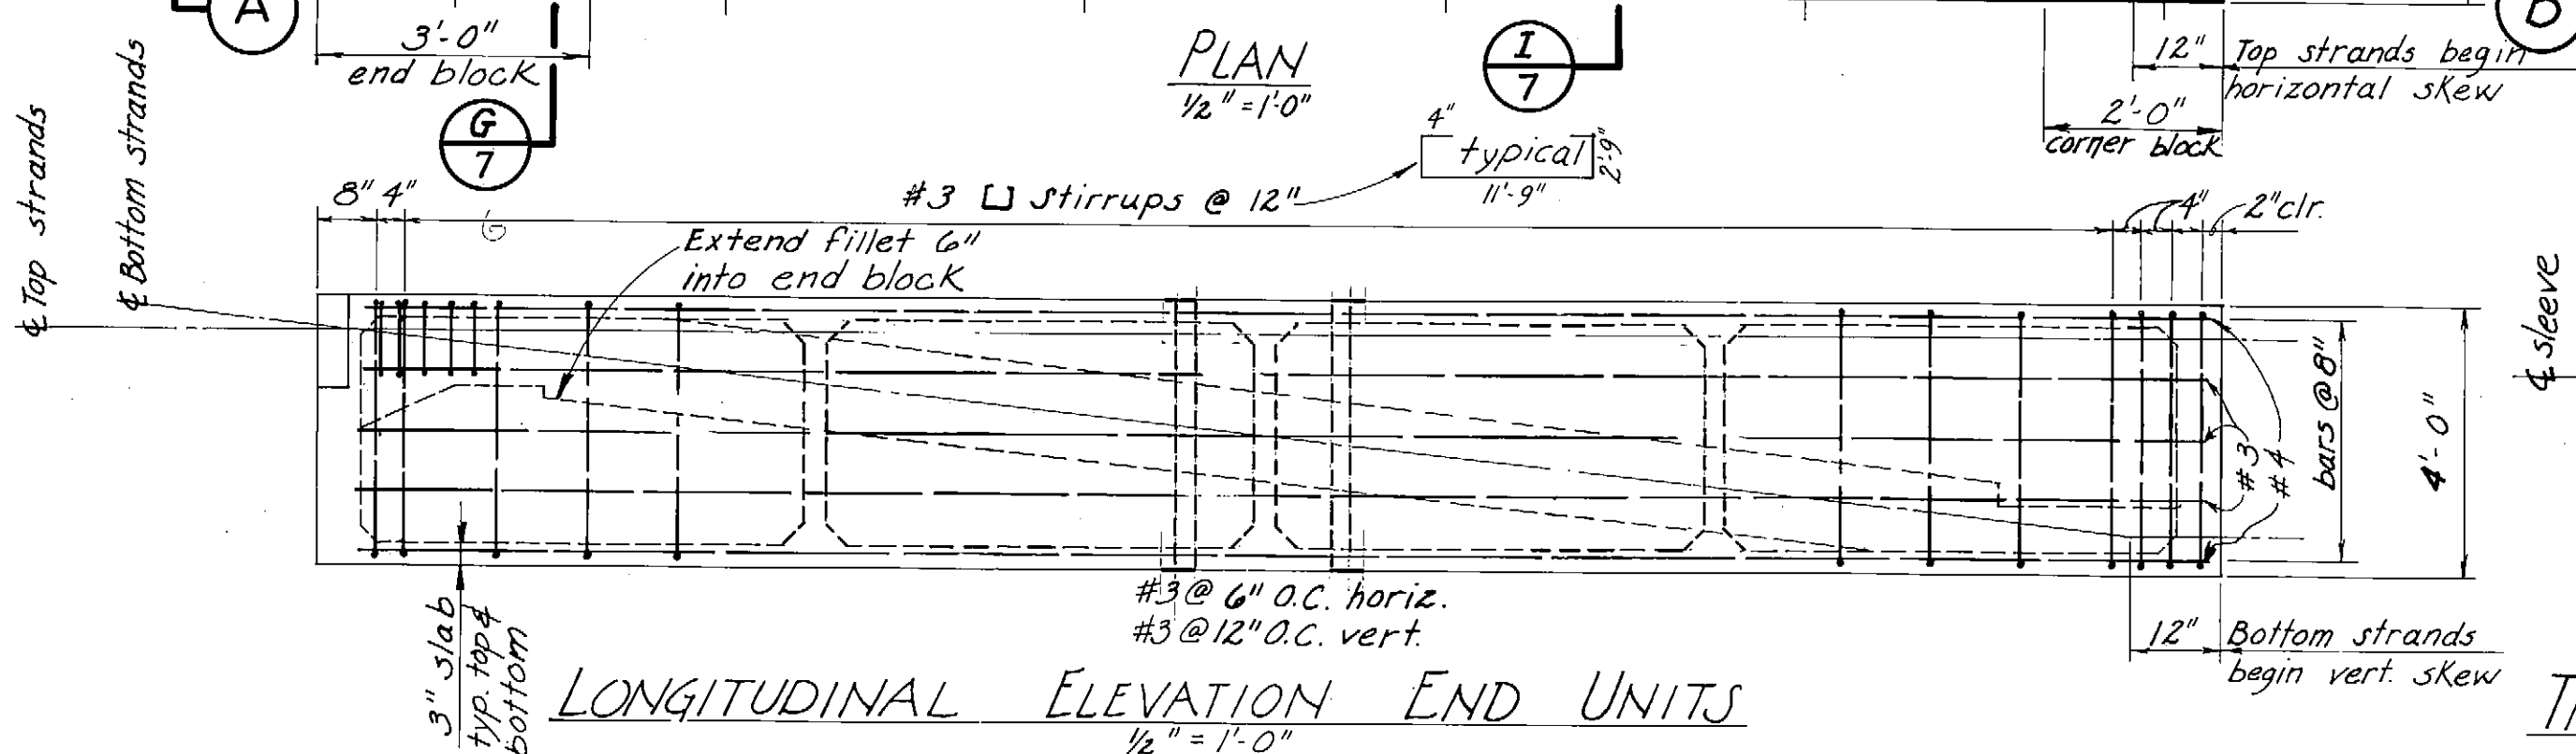 A
3'-0"
end block
G
7
PLAN
1/2" = 1'-0"
I
7
D
12" Top strands begin
horizontal skew
2'-0"
corner block
℄ Top strands
℄ Bottom strands
8" 4"
#3 ⊔ Stirrups @ 12"
4"
typical
2'-9"
11'-9"
4" 2" clr.
6
Extend fillet 6"
into end block
#3
#4
bars @ 8"
4'-0"
℄ sleeve
3" slab
typ. top &
bottom
#3 @ 6" O.C. horiz.
#3 @ 12" O.C. vert.
12" Bottom strands
begin vert. skew
LONGITUDINAL ELEVATION END UNITS
1/2" = 1'-0"